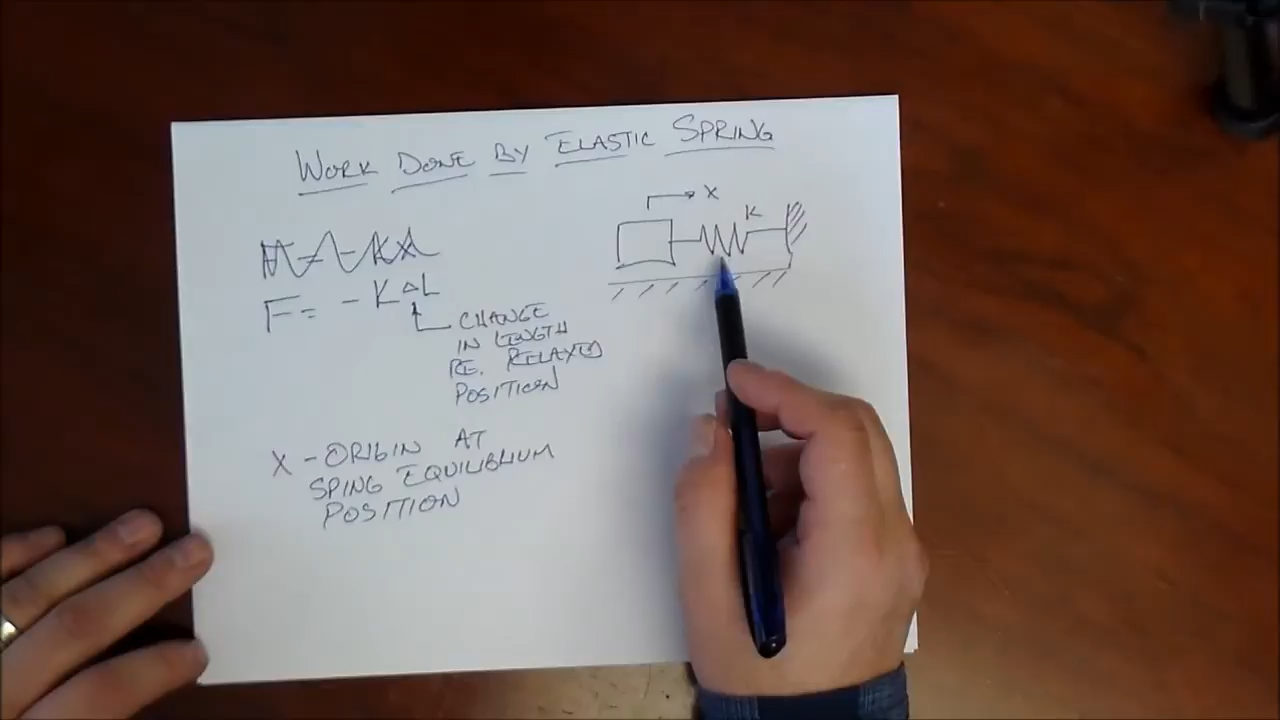 WORK DONE BY ELASTIC SPRING
X
K
F = - K ΔL
CHANGE
IN LENGTH
RE. RELAXED
POSITION
X - ORIGIN AT
SPING EQUILIBIUM
POSITION